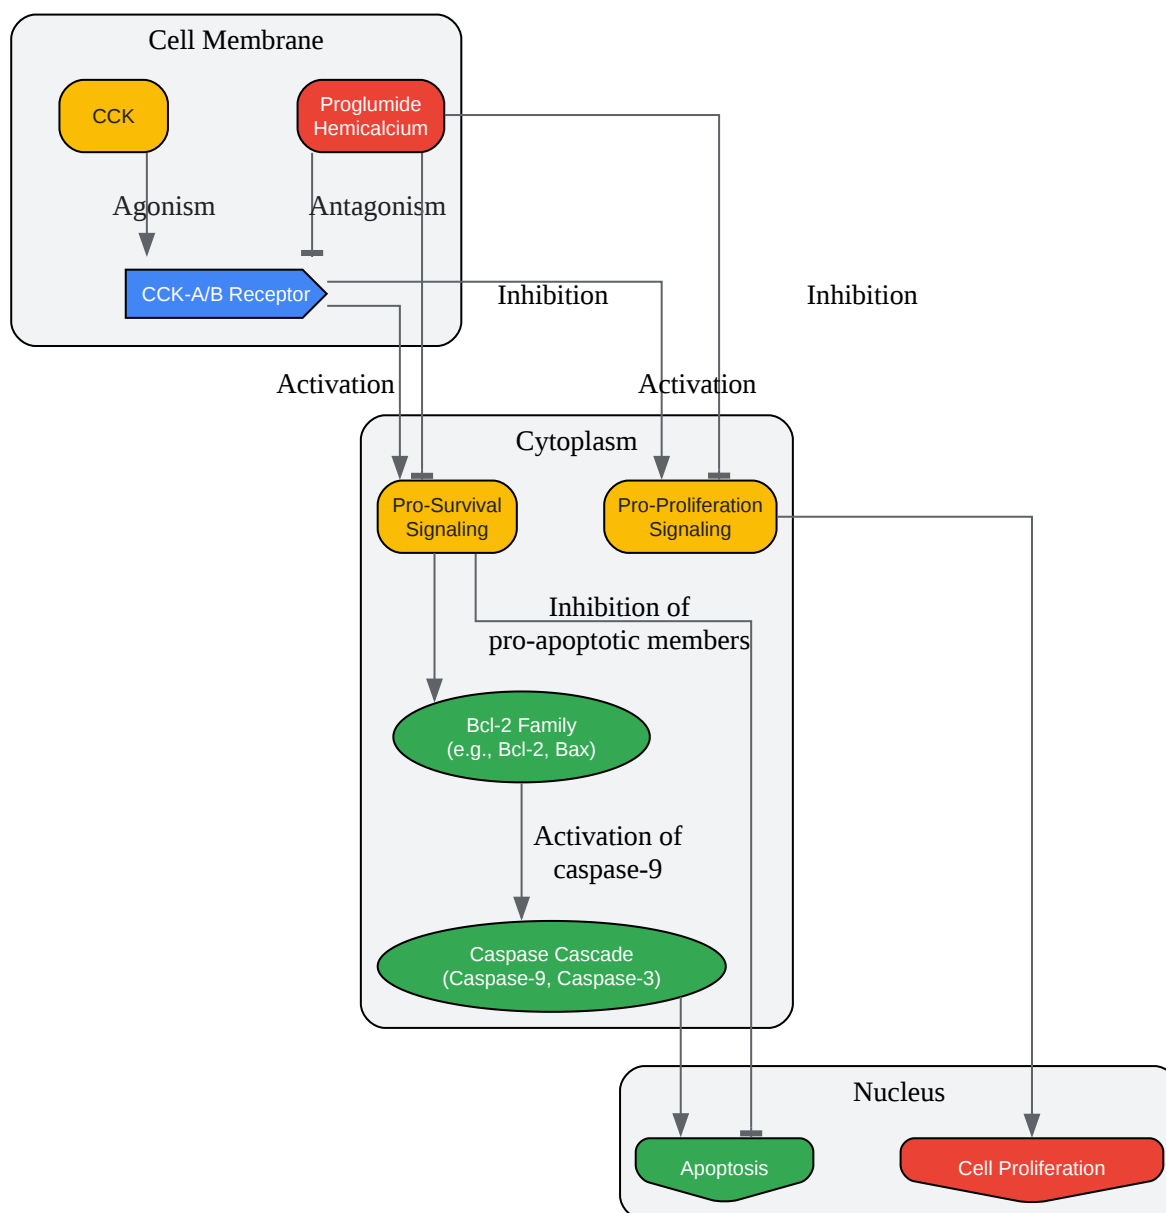 Cell Membrane
CCK
Proglumide
Hemicalcium
Agonism
Antagonism
CCK-A/B Receptor
Inhibition
Inhibition
Activation
Activation
Cytoplasm
Pro-Survival
Signaling
Pro-Proliferation
Signaling
Inhibition of
pro-apoptotic members
Bcl-2 Family
(e.g., Bcl-2, Bax)
Activation of
caspase-9
Caspase Cascade
(Caspase-9, Caspase-3)
Nucleus
Apoptosis
Cell Proliferation